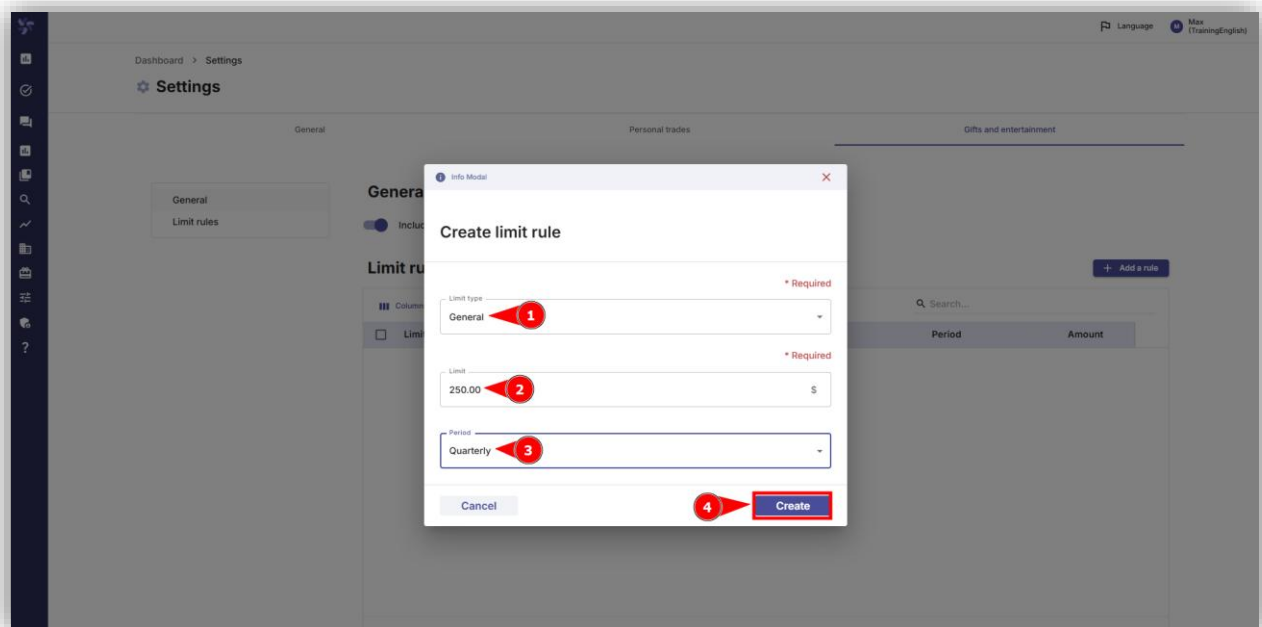 Language
M
Max
(TrainingEnglish)
Dashboard > Settings
Settings
General
Personal trades
Gifts and entertainment
General
Limit rules
Genera
Includ
Limit ru
+ Add a rule
Column
Search...
Limi
Period
Amount
Info Modal
Create limit rule
* Required
Limit type
General
1
* Required
Limit
250.00
2
$
Period
Quarterly
3
Cancel
4
Create
?